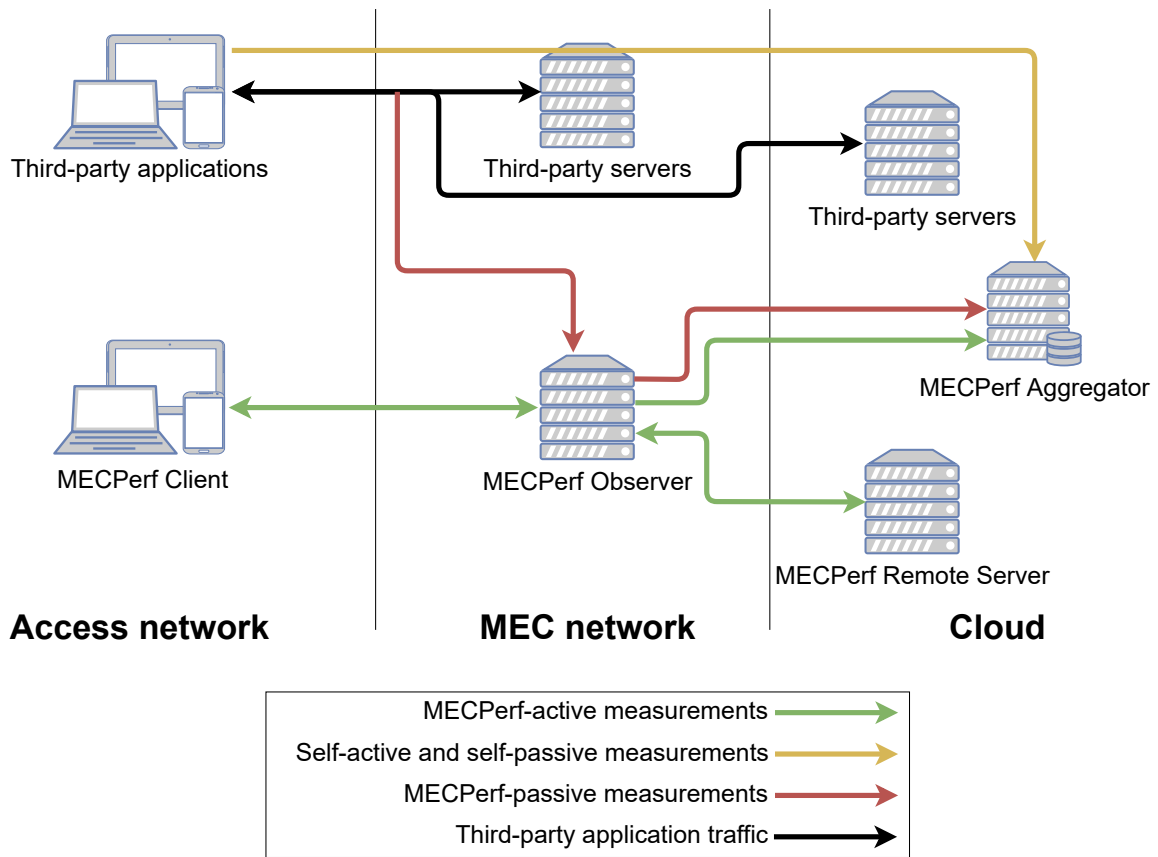 Third-party applications
Third-party servers
Third-party servers
MECPerf Aggregator
MECPerf Client
MECPerf Observer
MECPerf Remote Server
Access network
MEC network
Cloud
MECPerf-active measurements
Self-active and self-passive measurements
MECPerf-passive measurements
Third-party application traffic